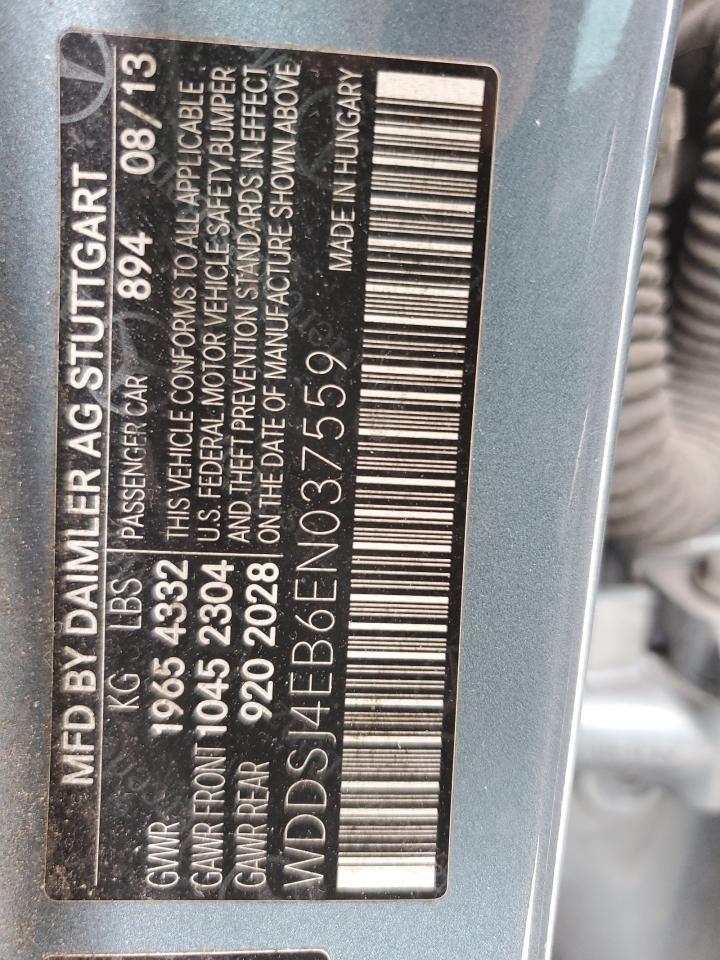 MFD BY DAIMLER AG STUTTGART
KG LBS PASSENGER CAR 894 08/13
GVWR 1965 4332 THIS VEHICLE CONFORMS TO ALL APPLICABLE
GAWR FRONT 1045 2304 U.S. FEDERAL MOTOR VEHICLE SAFETY,BUMPER
GAWR REAR 920 2028 AND THEFT PREVENTION STANDARDS IN EFFECT
ON THE DATE OF MANUFACTURE SHOWN ABOVE
WDDSJ4EB6EN037559
MADE IN HUNGARY